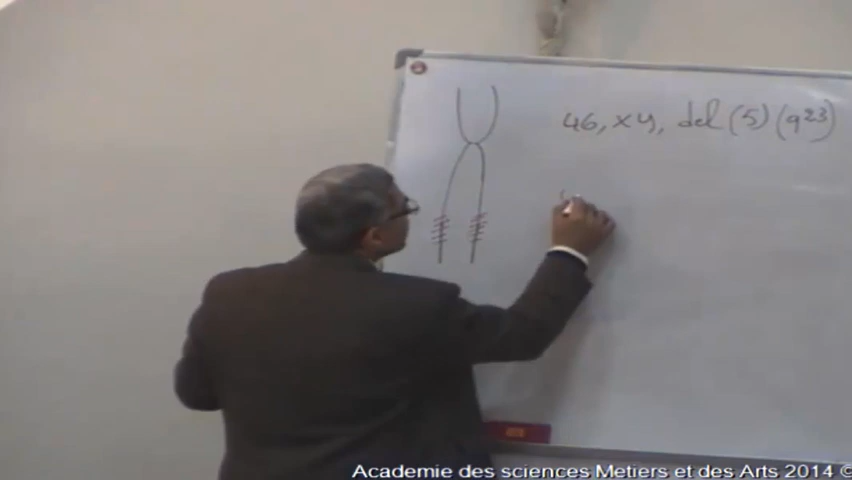 46, xy, del (5) (q23)
Academie des sciences Metiers et des Arts 2014 ©